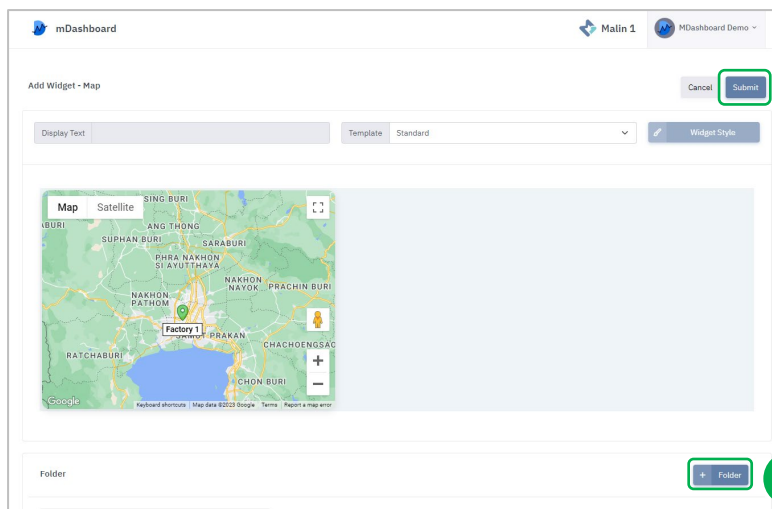 mDashboard
Malin 1
MDashboard Demo
Add Widget - Map
Cancel
Submit
Display Text
Template
Standard
Widget Style
Map
Satellite
SING BURI
ABURI
ANG THONG
SUPHAN BURI
SARABURI
PHRA NAKHON
SI AYUTTHAYA
NAKHON
NAYOK
PRACHIN BURI
NAKHON
PATHOM
Factory 1
PRAKAN
CHACHOENGSAO
RATCHABURI
CHON BURI
Google
Keyboard shortcuts
Map data ©2023 Google
Terms
Report a map error
Folder
+ Folder